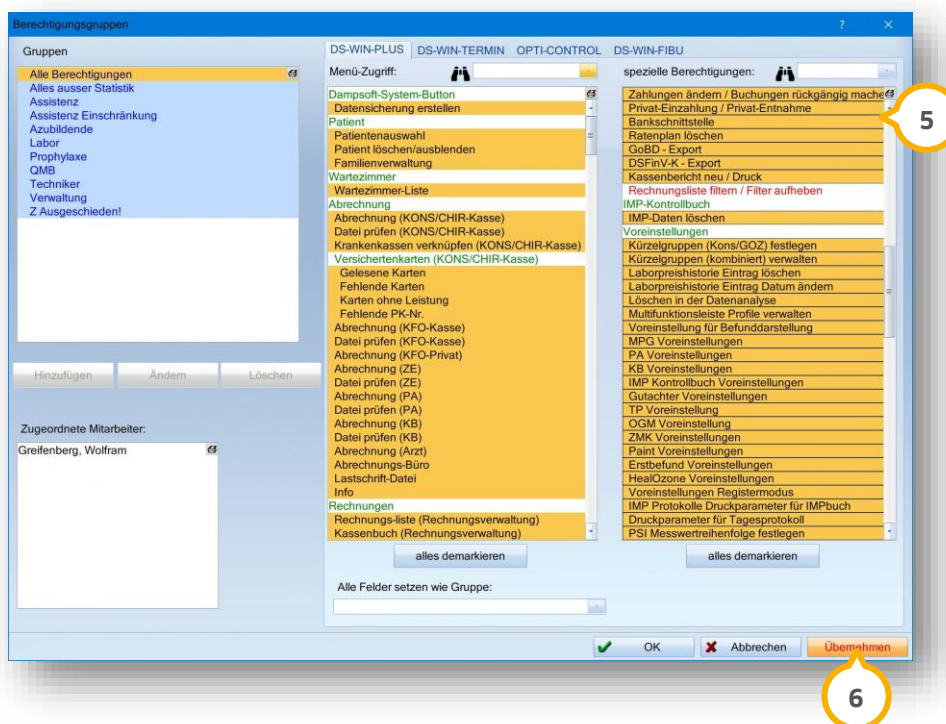 Berechtigungsgruppen
?
Gruppen
Alle Berechtigungen
Alles ausser Statistik
Assistenz
Assistenz Einschränkung
Azubildende
Labor
Prophylaxe
QMB
Techniker
Verwaltung
Z Ausgeschieden!
Hinzufügen Ändern Löschen
Zugeordnete Mitarbeiter:
Greifenberg, Wolfram
DS-WIN-PLUS DS-WIN-TERMIN OPTI-CONTROL DS-WIN-FIBU
Menü-Zugriff:
Dampsoft-System-Button
Datensicherung erstellen
Patient
Patientenauswahl
Patient löschen/ausblenden
Familienverwaltung
Wartezimmer
Wartezimmer-Liste
Abrechnung
Abrechnung (KONS/CHIR-Kasse)
Datei prüfen (KONS/CHIR-Kasse)
Krankenkassen verknüpfen (KONS/CHIR-Kasse)
Versichertenkarten (KONS/CHIR-Kasse)
Gelesene Karten
Fehlende Karten
Karten ohne Leistung
Fehlende PK-Nr.
Abrechnung (KFO-Kasse)
Datei prüfen (KFO-Kasse)
Abrechnung (KFO-Privat)
Abrechnung (ZE)
Datei prüfen (ZE)
Abrechnung (PA)
Datei prüfen (PA)
Abrechnung (KB)
Datei prüfen (KB)
Abrechnung (Arzt)
Abrechnungs-Büro
Lastschrift-Datei
Info
Rechnungen
Rechnungs-liste (Rechnungsverwaltung)
Kassenbuch (Rechnungsverwaltung)
alles demarkieren
spezielle Berechtigungen:
Zahlungen ändern / Buchungen rückgängig mache
Privat-Einzahlung / Privat-Entnahme
Bankschnittstelle
Ratenplan löschen
GoBD - Export
DSFinV-K - Export
Kassenbericht neu / Druck
Rechnungsliste filtern / Filter aufheben
IMP-Kontrollbuch
IMP-Daten löschen
Voreinstellungen
Kürzelgruppen (Kons/GOZ) festlegen
Kürzelgruppen (kombiniert) verwalten
Laborpreishistorie Eintrag löschen
Laborpreishistorie Eintrag Datum ändern
Löschen in der Datenanalyse
Multifunktionsleiste Profile verwalten
Voreinstellung für Befunddarstellung
MPG Voreinstellungen
PA Voreinstellungen
KB Voreinstellungen
IMP Kontrollbuch Voreinstellungen
Gutachter Voreinstellungen
TP Voreinstellung
OGM Voreinstellung
ZMK Voreinstellungen
Paint Voreinstellungen
Erstbefund Voreinstellungen
HealOzone Voreinstellungen
Voreinstellungen Registermodus
IMP Protokolle Druckparameter für IMPbuch
Druckparameter für Tagesprotokoll
PSI Messwertreihenfolge festlegen
alles demarkieren
5
Alle Felder setzen wie Gruppe:
OK Abbrechen Übernehmen
6